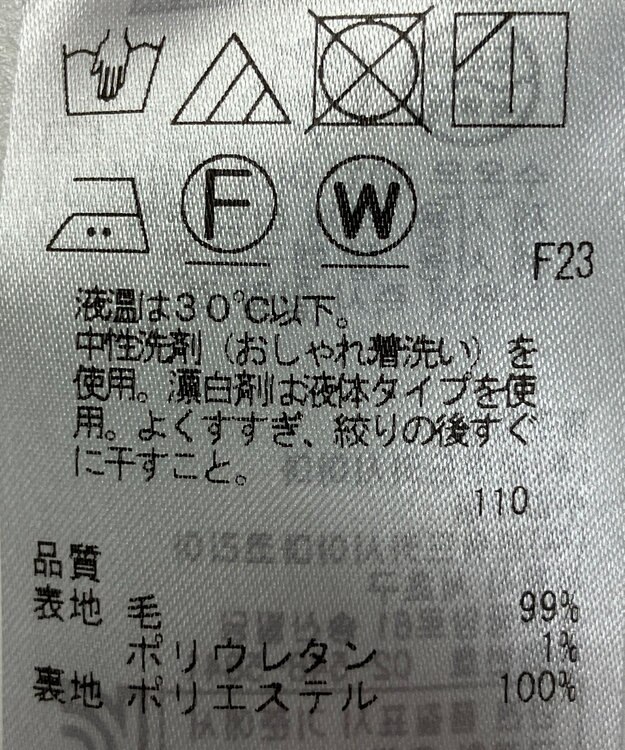 F W
F23
液温は30℃以下。
中性洗剤（おしゃれ着洗い）を
使用。漂白剤は液体タイプを使
用。よくすすぎ、絞りの後すぐ
に干すこと。
110
品質
表地 毛 99%
ポリウレタン 1%
裏地 ポリエステル 100%